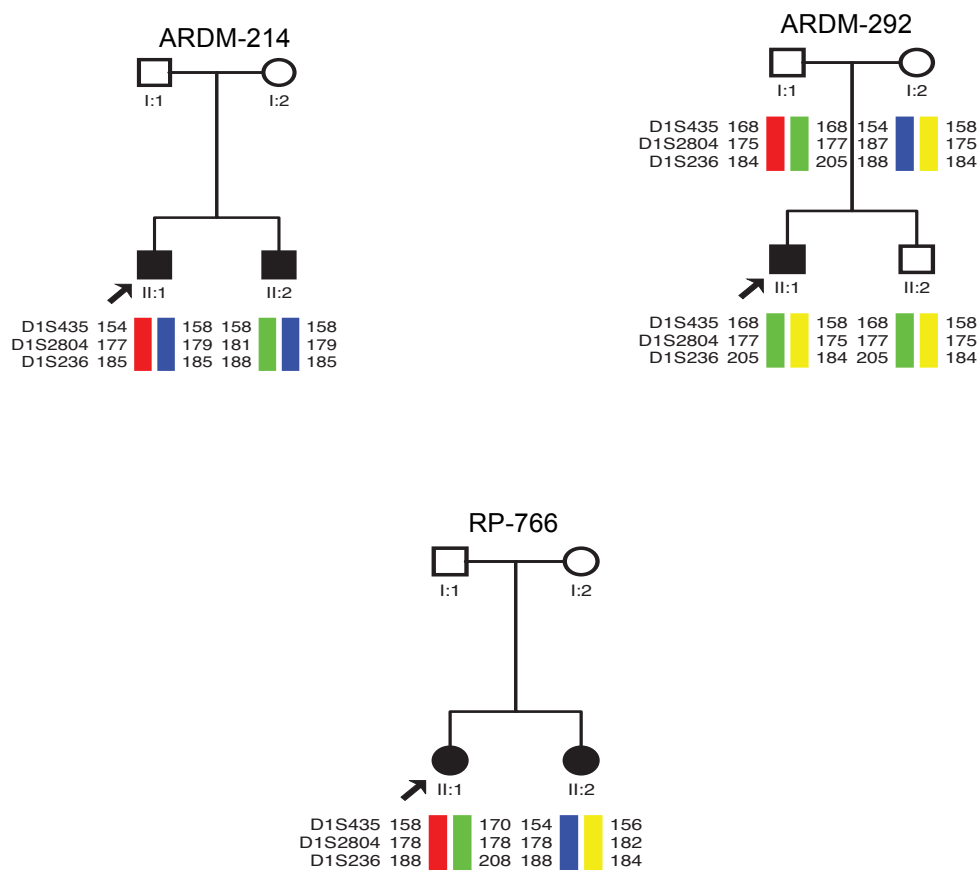 ARDM-214
I:1 I:2
II:1 II:2
D1S435 154 158 158 158
D1S2804 177 179 181 179
D1S236 185 185 188 185
ARDM-292
I:1 I:2
D1S435 168 168 154 158
D1S2804 175 177 187 175
D1S236 184 205 188 184
II:1 II:2
D1S435 168 158 168 158
D1S2804 177 175 177 175
D1S236 205 184 205 184
RP-766
I:1 I:2
II:1 II:2
D1S435 158 170 154 156
D1S2804 178 178 178 182
D1S236 188 208 188 184